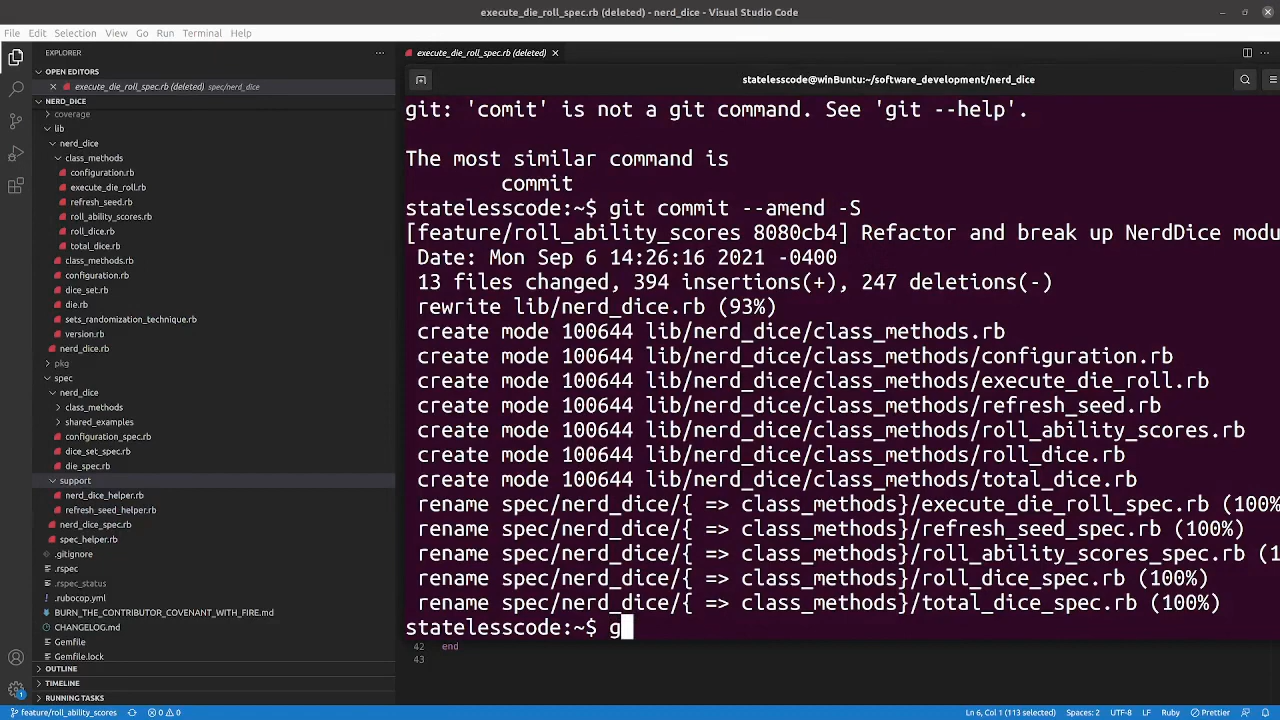 execute_die_roll_spec.rb (deleted) - nerd_dice - Visual Studio Code
File Edit Selection View Go Run Terminal Help
EXPLORER
OPEN EDITORS
execute_die_roll_spec.rb (deleted) spec/nerd_dice
NERD_DICE
coverage
lib
nerd_dice
class_methods
configuration.rb
execute_die_roll.rb
refresh_seed.rb
roll_ability_scores.rb
roll_dice.rb
total_dice.rb
class_methods.rb
configuration.rb
dice_set.rb
die.rb
sets_randomization_technique.rb
version.rb
nerd_dice.rb
pkg
spec
nerd_dice
class_methods
shared_examples
configuration_spec.rb
dice_set_spec.rb
die_spec.rb
support
nerd_dice_helper.rb
refresh_seed_helper.rb
nerd_dice_spec.rb
spec_helper.rb
.gitignore
.rspec
.rspec_status
.rubocop.yml
BURN_THE_CONTRIBUTOR_COVENANT_WITH_FIRE.md
CHANGELOG.md
Gemfile
Gemfile.lock
OUTLINE
TIMELINE
RUNNING TASKS
execute_die_roll_spec.rb (deleted)
statelesscode@winBuntu:~/software_development/nerd_dice
git: 'comit' is not a git command. See 'git --help'.
The most similar command is
commit
statelesscode:~$ git commit --amend -S
[feature/roll_ability_scores 8080cb4] Refactor and break up NerdDice modu
Date: Mon Sep 6 14:26:16 2021 -0400
13 files changed, 394 insertions(+), 247 deletions(-)
rewrite lib/nerd_dice.rb (93%)
create mode 100644 lib/nerd_dice/class_methods.rb
create mode 100644 lib/nerd_dice/class_methods/configuration.rb
create mode 100644 lib/nerd_dice/class_methods/execute_die_roll.rb
create mode 100644 lib/nerd_dice/class_methods/refresh_seed.rb
create mode 100644 lib/nerd_dice/class_methods/roll_ability_scores.rb
create mode 100644 lib/nerd_dice/class_methods/roll_dice.rb
create mode 100644 lib/nerd_dice/class_methods/total_dice.rb
rename spec/nerd_dice/{ => class_methods}/execute_die_roll_spec.rb (100%
rename spec/nerd_dice/{ => class_methods}/refresh_seed_spec.rb (100%)
rename spec/nerd_dice/{ => class_methods}/roll_ability_scores_spec.rb (1
rename spec/nerd_dice/{ => class_methods}/roll_dice_spec.rb (100%)
rename spec/nerd_dice/{ => class_methods}/total_dice_spec.rb (100%)
statelesscode:~$ g
42 end
43
1
feature/roll_ability_scores 0 0 Ln 6, Col 1 (113 selected) Spaces: 2 UTF-8 LF Ruby Prettier